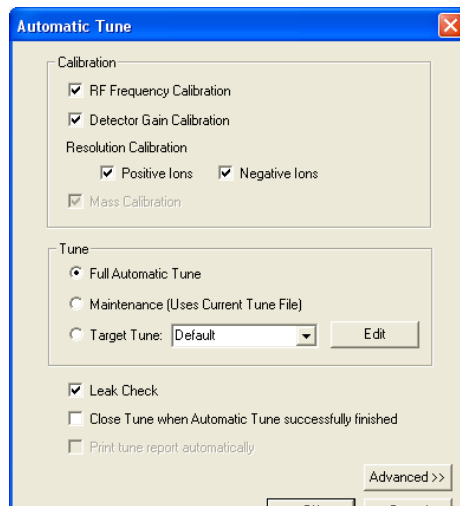 Automatic Tune
Calibration
RF Frequency Calibration
Detector Gain Calibration
Resolution Calibration
Positive Ions Negative Ions
Mass Calibration
Tune
Full Automatic Tune
Maintenance (Uses Current Tune File)
Target Tune: Default Edit
Leak Check
Close Tune when Automatic Tune successfully finished
Print tune report automatically
Advanced >>